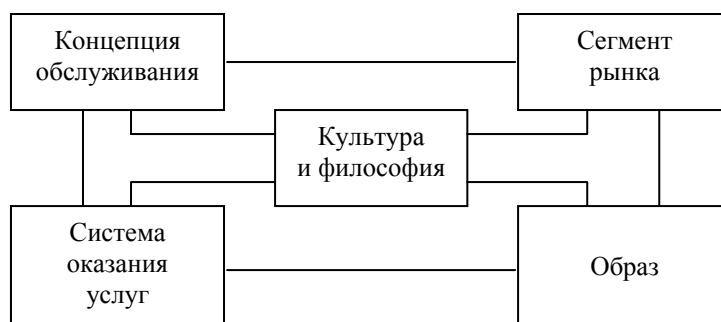 Концепция
обслуживания
Сегмент
рынка
Культура
и философия
Система
оказания
услуг
Образ